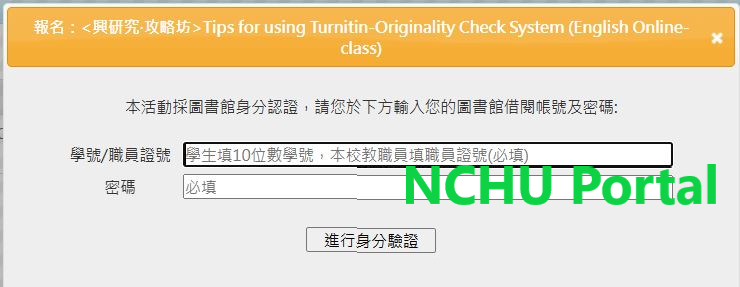 報名：<興研究‧攻略坊>Tips for using Turnitin-Originality Check System (English Online-
class)
×
本活動採圖書館身分認證，請您於下方輸入您的圖書館借閱帳號及密碼:
學號/職員證號 學生填10位數學號，本校教職員填職員證號(必填)
密碼 必填
NCHU Portal
進行身分驗證